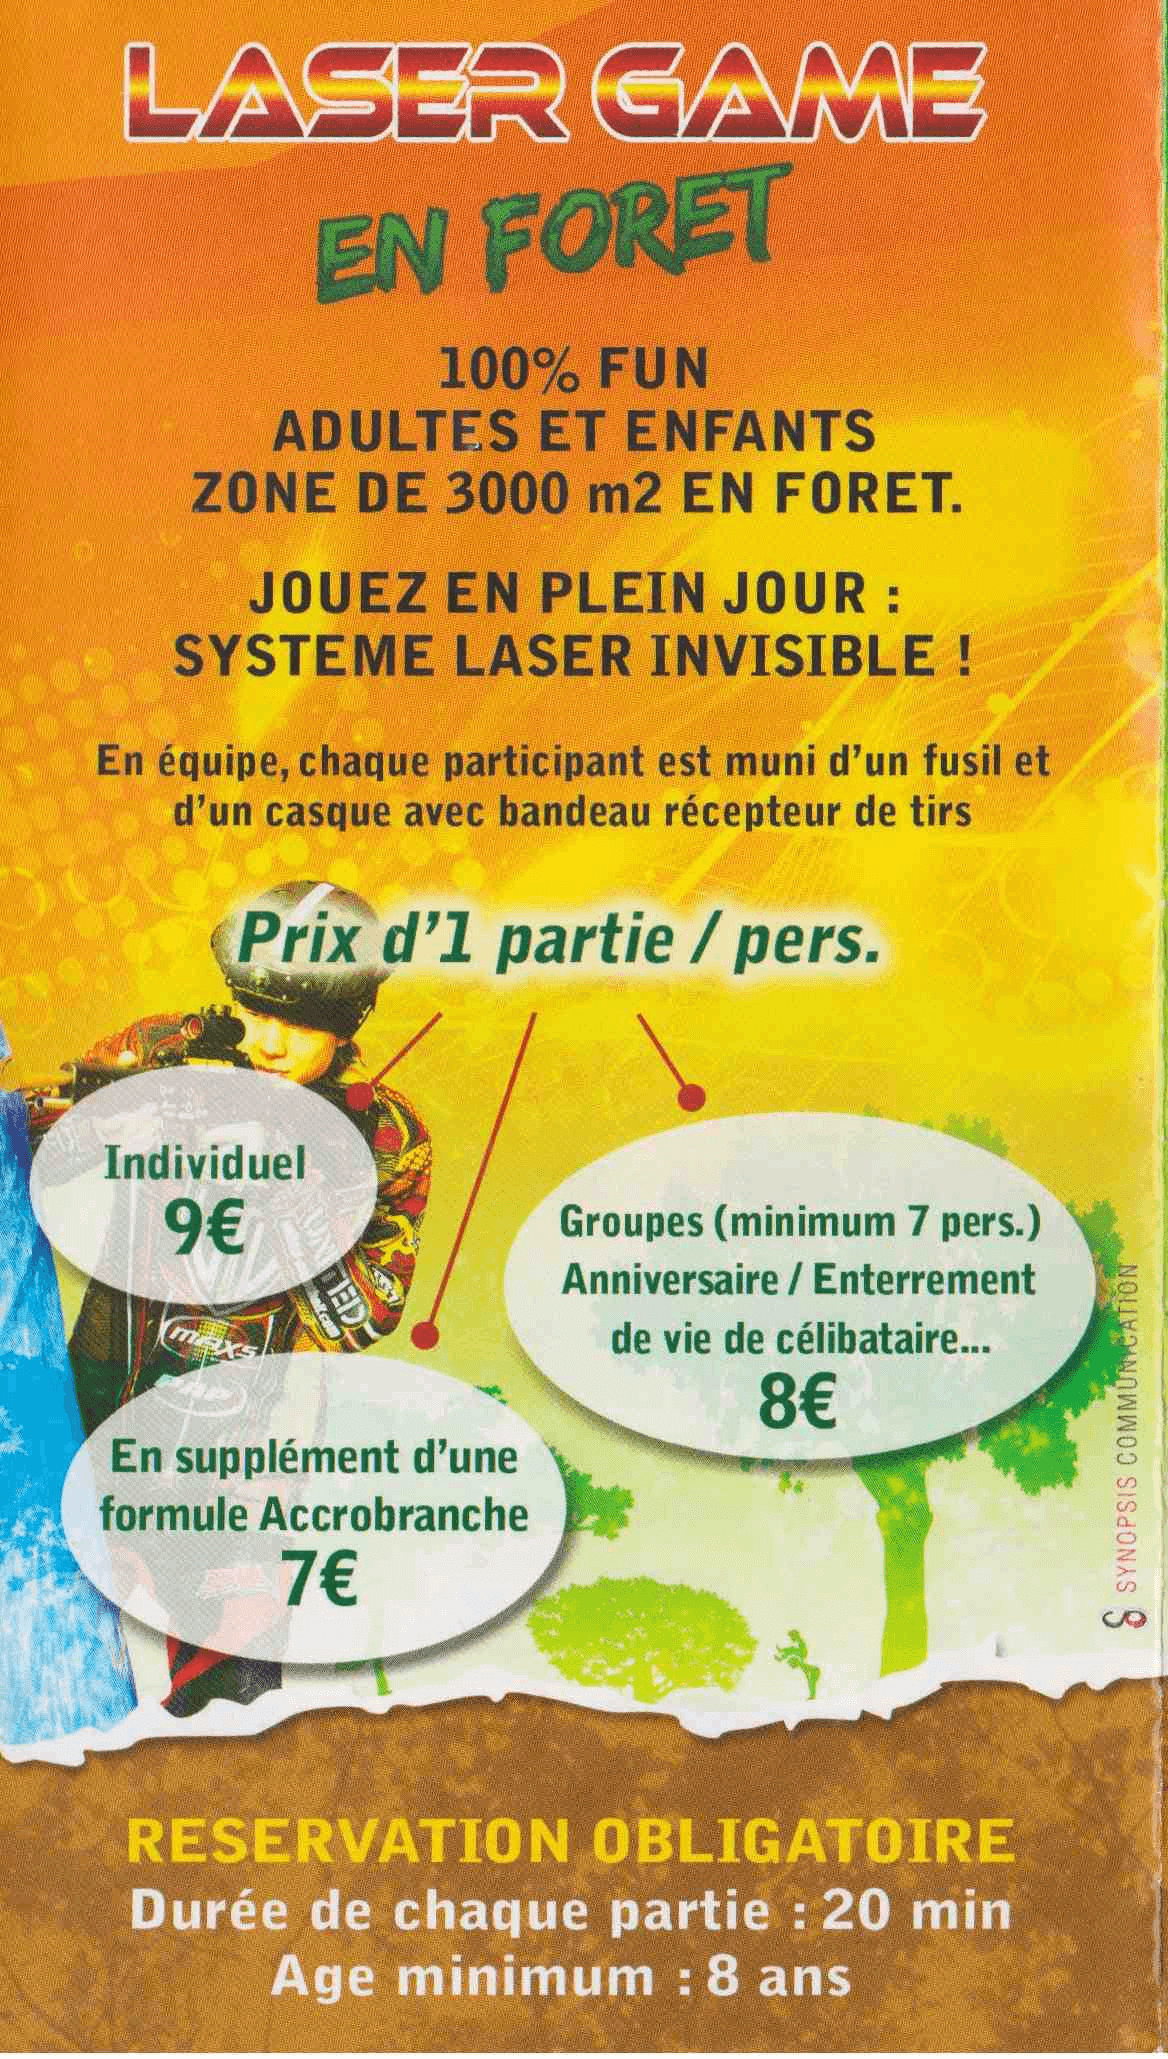 LASER GAME
EN FORET
100% FUN
ADULTES ET ENFANTS
ZONE DE 3000 m2 EN FORET.
JOUEZ EN PLEIN JOUR :
SYSTEME LASER INVISIBLE !
En équipe, chaque participant est muni d'un fusil et
d'un casque avec bandeau récepteur de tirs
Prix d'1 partie / pers.
Individuel
9€
Groupes (minimum 7 pers.)
Anniversaire / Enterrement
de vie de célibataire...
8€
maxs
En supplément d'une
formule Accrobranche
7€
SYNOPSIS COMMUNICATION
RESERVATION OBLIGATOIRE
Durée de chaque partie : 20 min
Age minimum : 8 ans